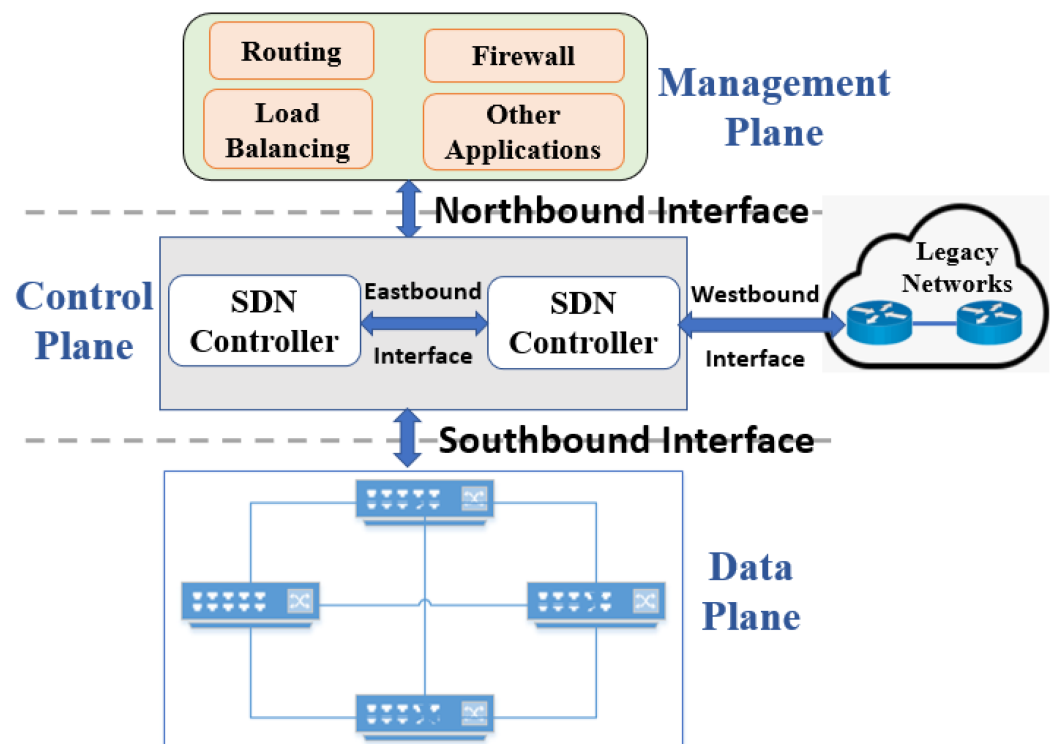 Routing
Firewall
Load
Balancing
Other
Applications
Management
Plane
Northbound Interface
Control
Plane
SDN
Controller
Eastbound
Interface
SDN
Controller
Westbound
Interface
Legacy
Networks
Southbound Interface
Data
Plane